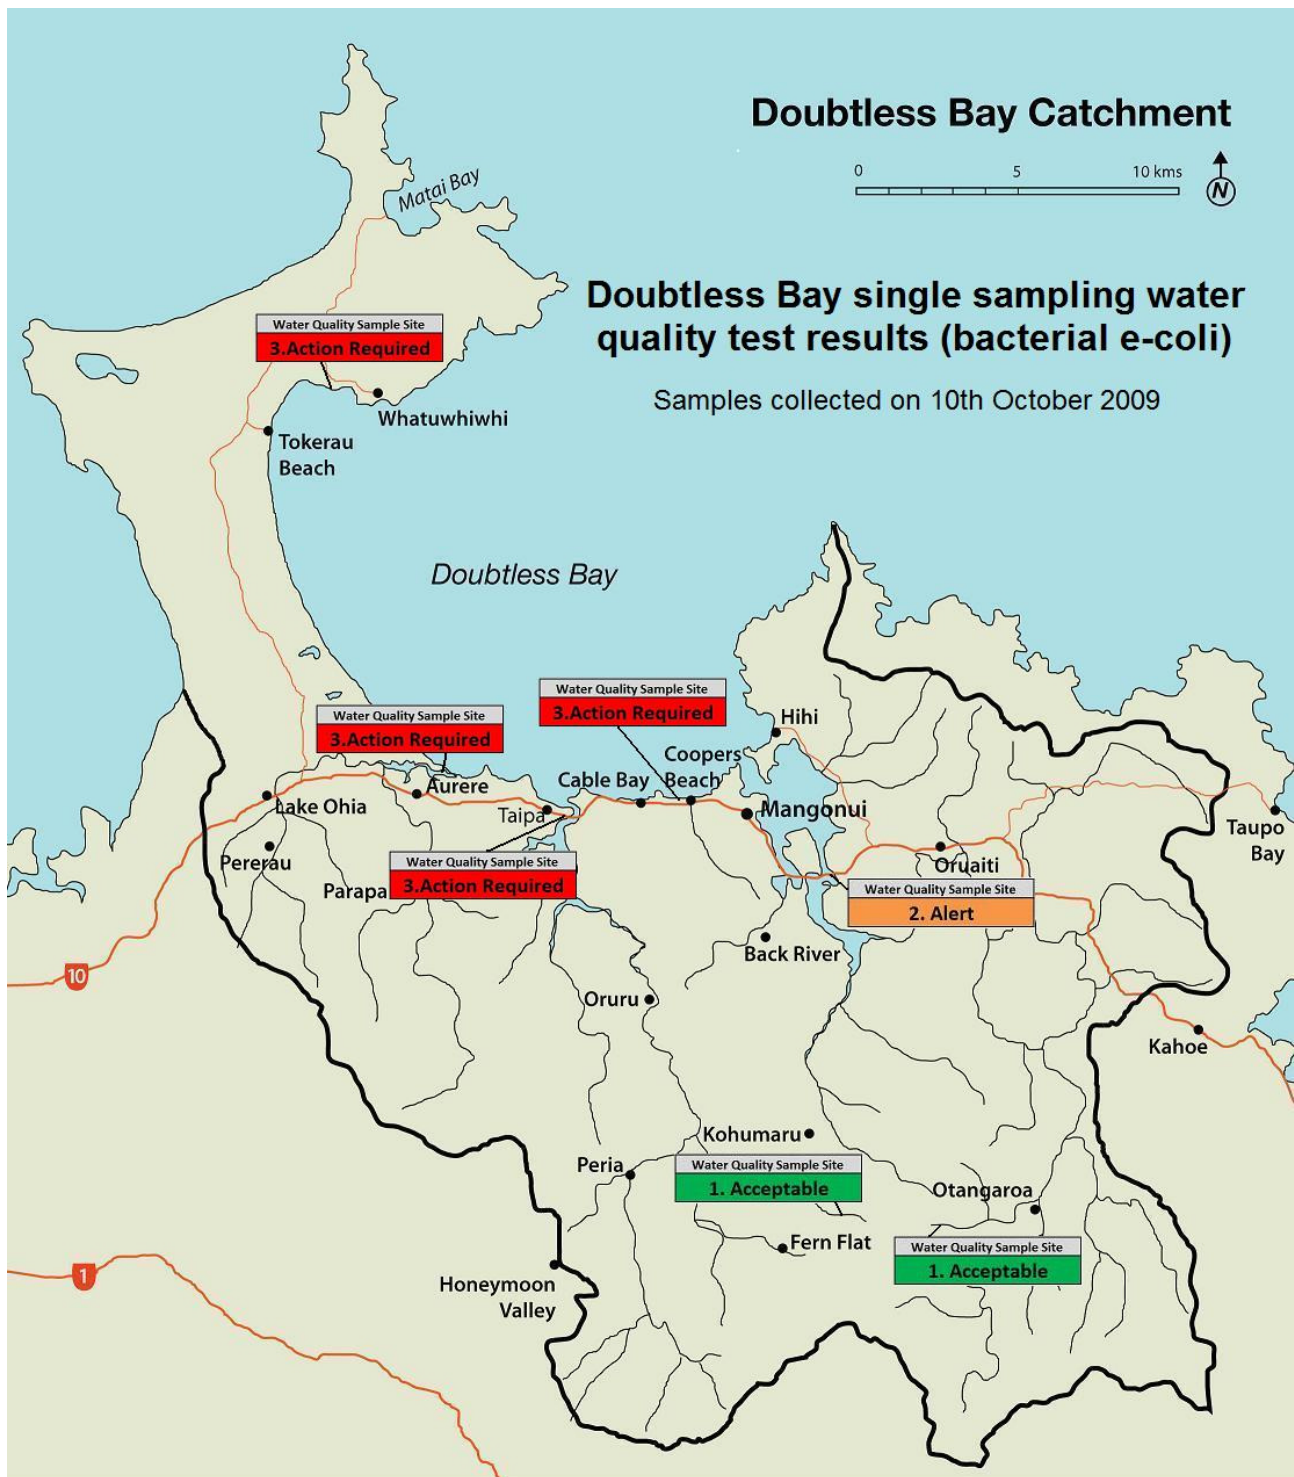 Doubtless Bay Catchment
0 5 10 kms
N
Matai Bay
Doubtless Bay single sampling water
quality test results (bacterial e-coli)
Samples collected on 10th October 2009
Water Quality Sample Site
3.Action Required
Whatuwhiwhi
Tokerau
Beach
Doubtless Bay
Water Quality Sample Site
3.Action Required
Water Quality Sample Site
3.Action Required
Hihi
Coopers
Beach
Cable Bay
Aurere
Lake Ohia
Taipa
Mangonui
Taupo
Bay
Pererau
Oruaiti
Water Quality Sample Site
3.Action Required
Parapa
Water Quality Sample Site
2. Alert
Back River
10
Oruru
Kahoe
Kohumaru
Peria
Water Quality Sample Site
1. Acceptable
Otangaroa
Fern Flat
Water Quality Sample Site
1. Acceptable
1
Honeymoon
Valley